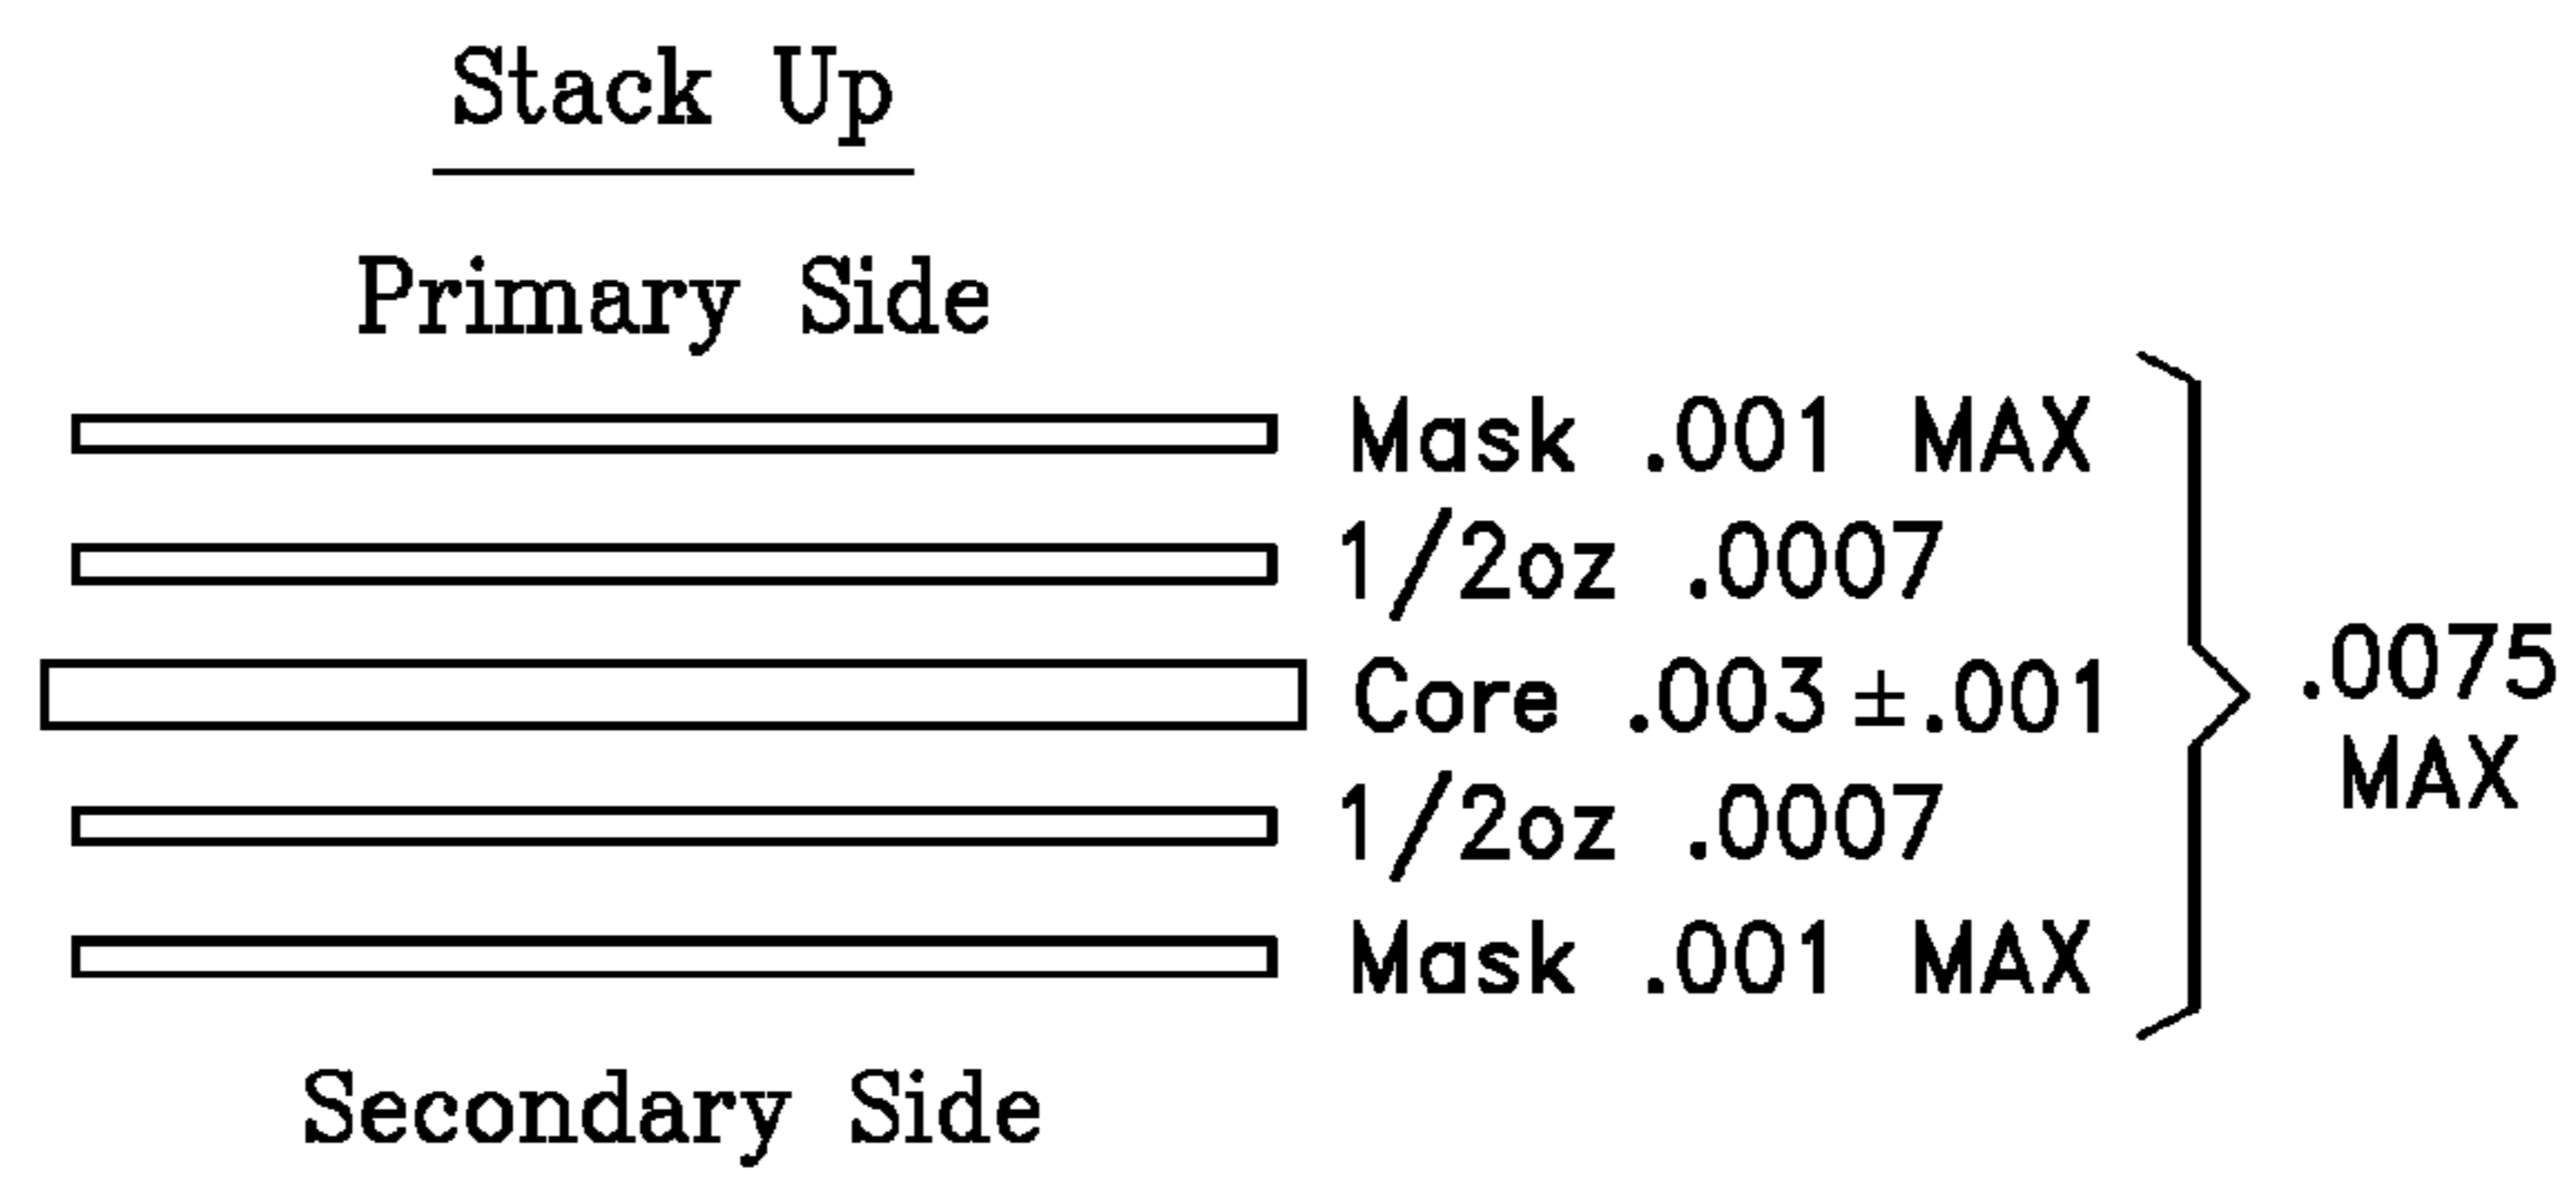 Stack Up
Primary Side
Mask .001 MAX
1/2oz .0007
Core .003 ±.001
1/2oz .0007
Mask .001 MAX
.0075
MAX
Secondary Side